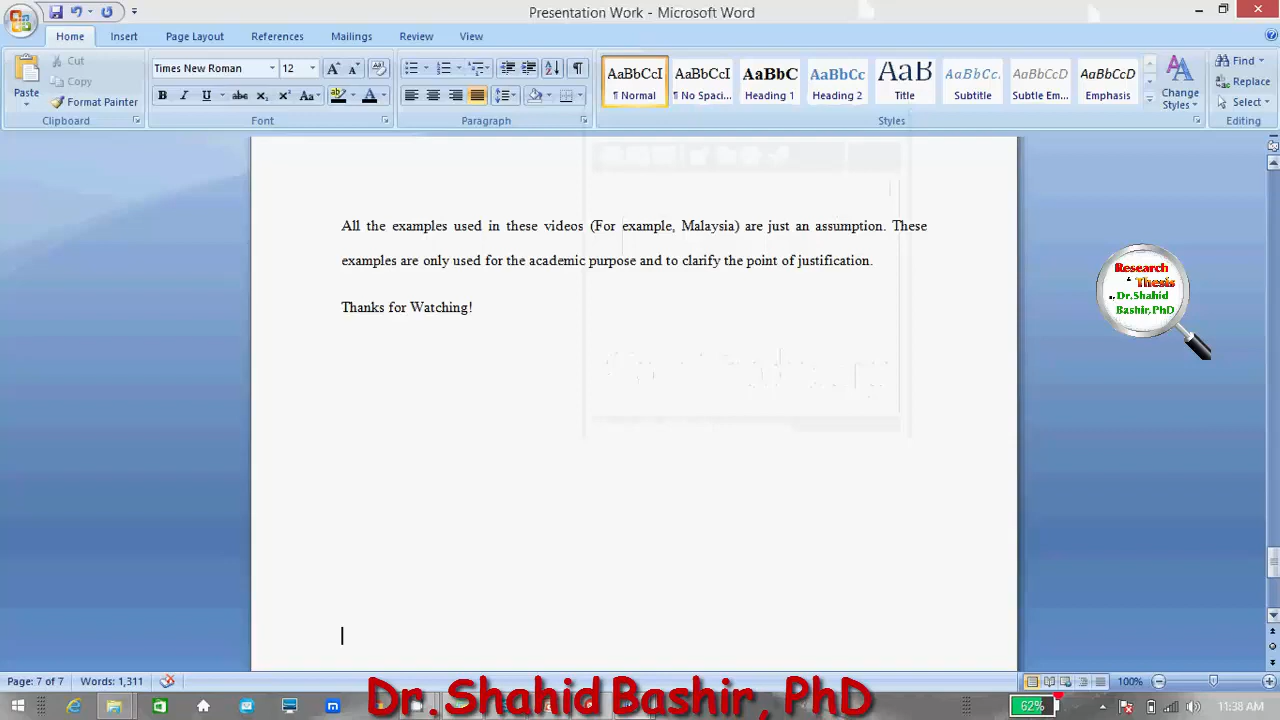 Presentation Work - Microsoft Word
Home Insert Page Layout References Mailings Review View
Paste
Cut
Copy
Format Painter
Clipboard
Times New Roman 12
Font
Paragraph
AaBbCcI AaBbCcI AaBbC AaBbCc AaB AaBbCc. AaBbCcD AaBbCcD
¶ Normal ¶ No Spaci... Heading 1 Heading 2 Title Subtitle Subtle Em... Emphasis
Change Styles
Styles
Find
Replace
Select
Editing
All the examples used in these videos (For example, Malaysia) are just an assumption. These
examples are only used for the academic purpose and to clarify the point of justification.
Thanks for Watching!
Research
Thesis
Dr.Shahid
Bashir,PhD
Page: 7 of 7 Words: 1,311 100%
Dr.Shahid Bashir, PhD
62% 11:38 AM